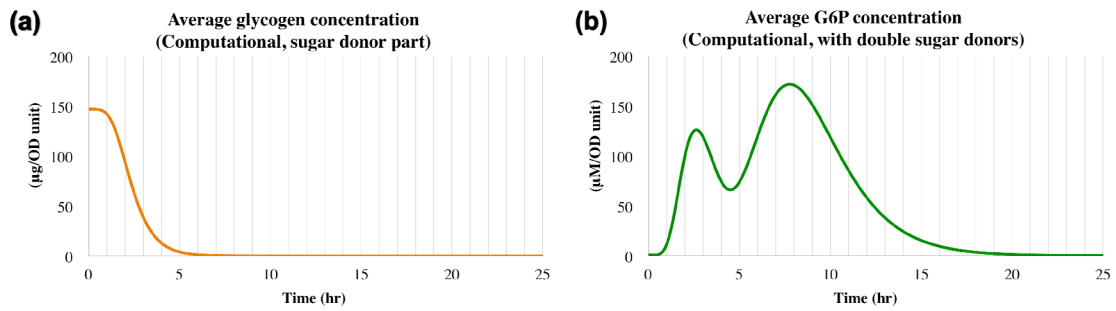 (a)
Average glycogen concentration
(Computational, sugar donor part)
200
150
100
50
0
(µg/OD unit)
0 5 10 15 20 25
Time (hr)
(b)
Average G6P concentration
(Computational, with double sugar donors)
200
150
100
50
0
(µM/OD unit)
0 5 10 15 20 25
Time (hr)